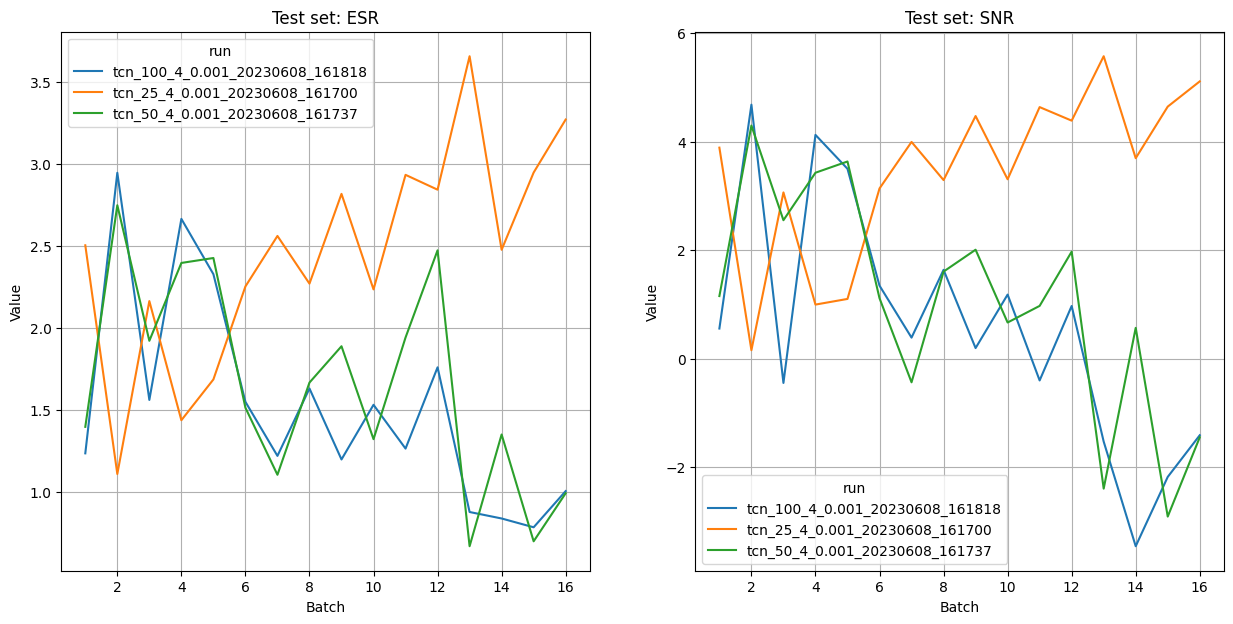 Test set: ESR
run
tcn_100_4_0.001_20230608_161818
tcn_25_4_0.001_20230608_161700
tcn_50_4_0.001_20230608_161737
Value
3.5
3.0
2.5
2.0
1.5
1.0
2 4 6 8 10 12 14 16
Batch
Test set: SNR
Value
6
4
2
0
−2
run
tcn_100_4_0.001_20230608_161818
tcn_25_4_0.001_20230608_161700
tcn_50_4_0.001_20230608_161737
2 4 6 8 10 12 14 16
Batch